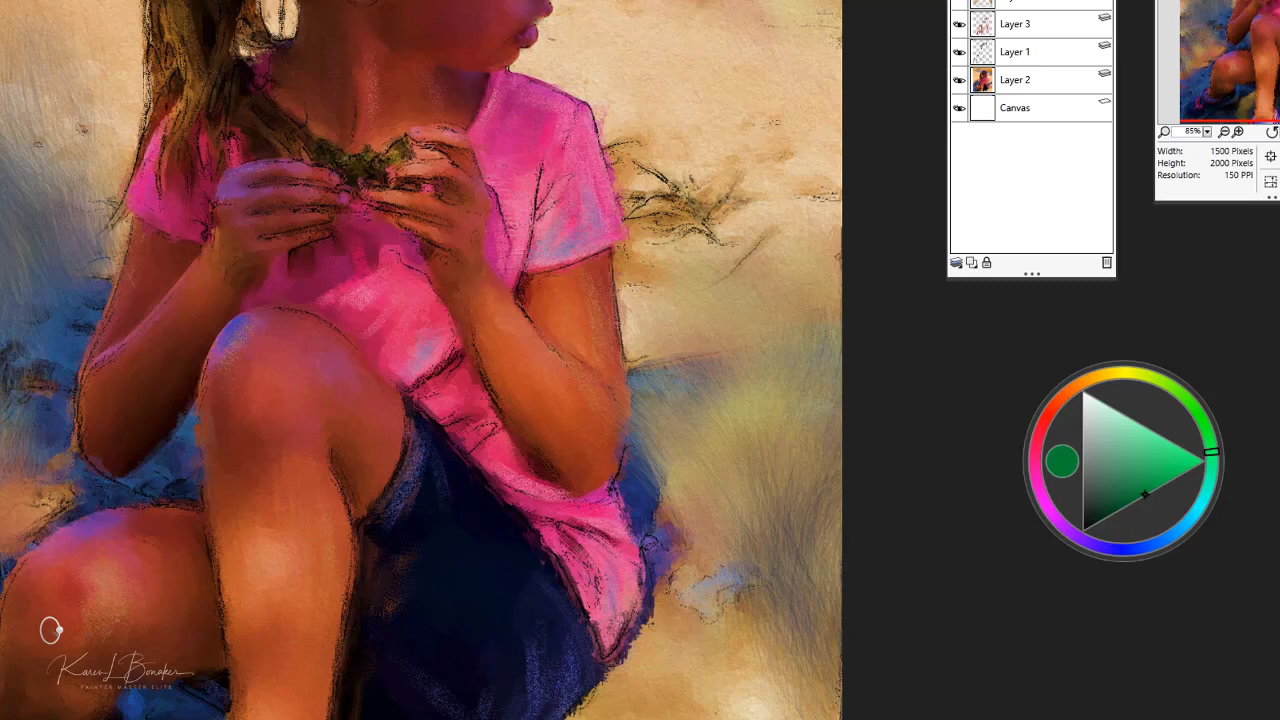 Layer 3
Layer 1
Layer 2
Canvas
85%
Width: 1500 Pixels
Height: 2000 Pixels
Resolution: 150 PPI
Karen L Bonaker
PAINTER MASTER ELITE